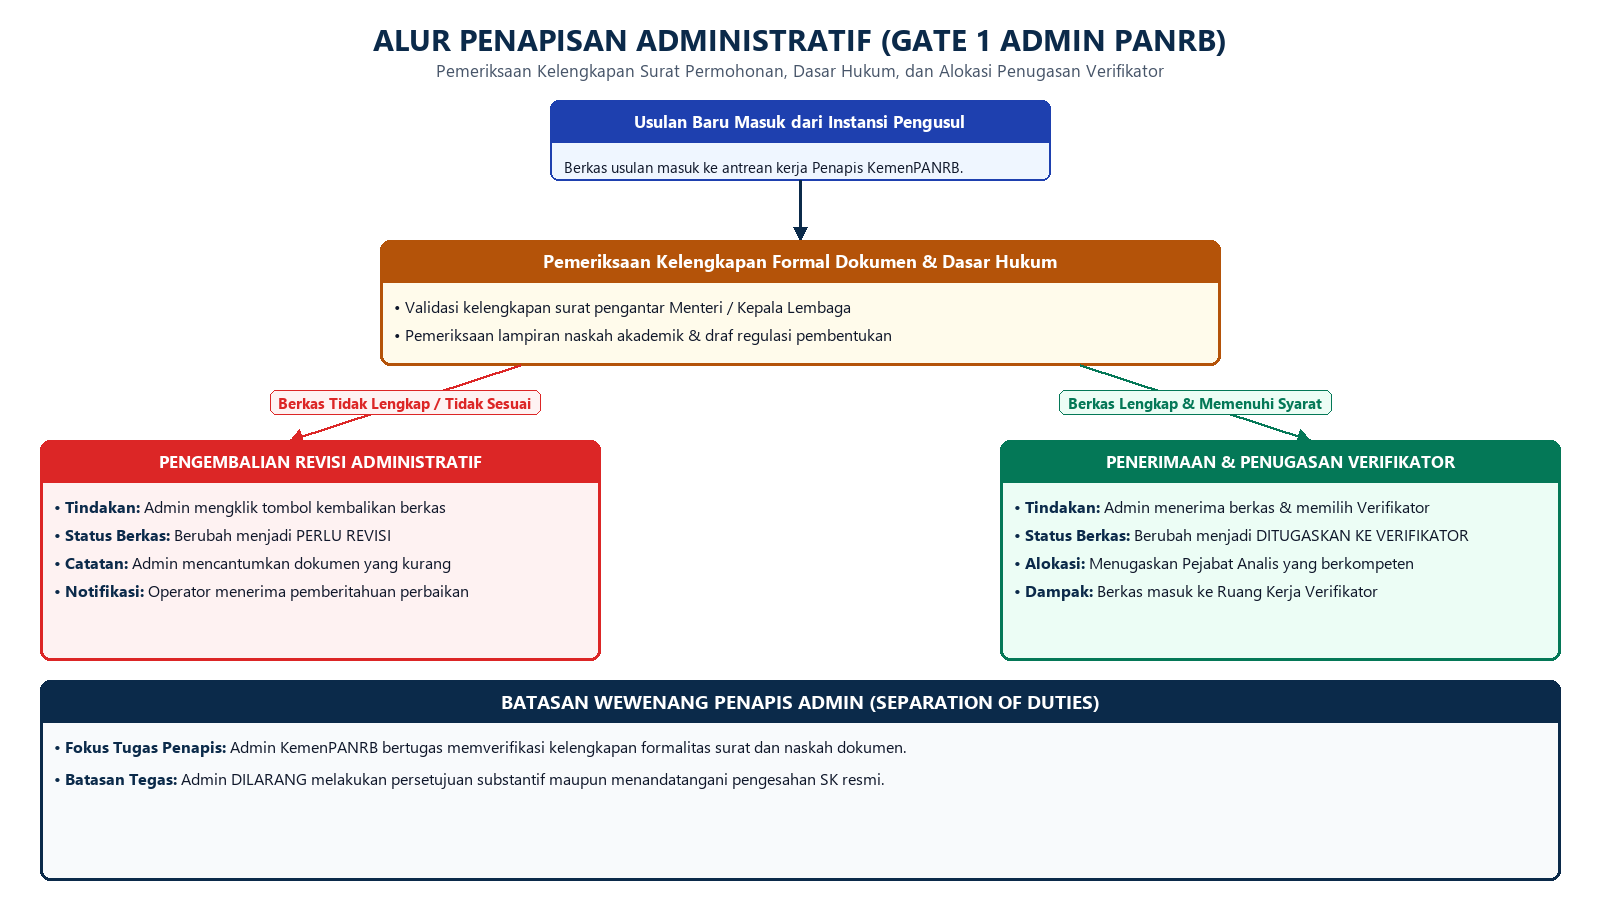 ALUR PENAPISAN ADMINISTRATIF (GATE 1 ADMIN PANRB)
Pemeriksaan Kelengkapan Surat Permohonan, Dasar Hukum, dan Alokasi Penugasan Verifikator
Usulan Baru Masuk dari Instansi Pengusul
Berkas usulan masuk ke antrean kerja Penapis KemenPANRB.
Pemeriksaan Kelengkapan Formal Dokumen & Dasar Hukum
• Validasi kelengkapan surat pengantar Menteri / Kepala Lembaga
• Pemeriksaan lampiran naskah akademik & draf regulasi pembentukan
Berkas Tidak Lengkap / Tidak Sesuai
Berkas Lengkap & Memenuhi Syarat
PENGEMBALIAN REVISI ADMINISTRATIF
• Tindakan: Admin mengklik tombol kembalikan berkas
• Status Berkas: Berubah menjadi PERLU REVISI
• Catatan: Admin mencantumkan dokumen yang kurang
• Notifikasi: Operator menerima pemberitahuan perbaikan
PENERIMAAN & PENUGASAN VERIFIKATOR
• Tindakan: Admin menerima berkas & memilih Verifikator
• Status Berkas: Berubah menjadi DITUGASKAN KE VERIFIKATOR
• Alokasi: Menugaskan Pejabat Analis yang berkompeten
• Dampak: Berkas masuk ke Ruang Kerja Verifikator
BATASAN WEWENANG PENAPIS ADMIN (SEPARATION OF DUTIES)
• Fokus Tugas Penapis: Admin KemenPANRB bertugas memverifikasi kelengkapan formalitas surat dan naskah dokumen.
• Batasan Tegas: Admin DILARANG melakukan persetujuan substantif maupun menandatangani pengesahan SK resmi.